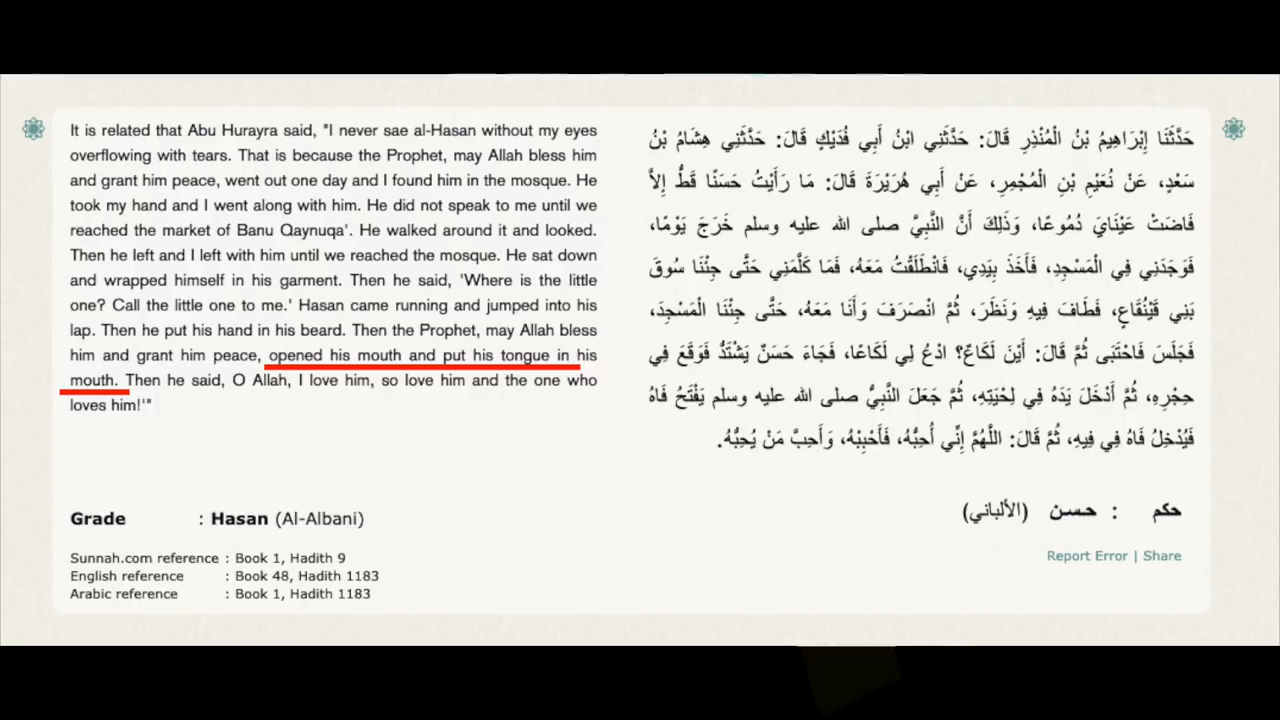 It is related that Abu Hurayra said, "I never sae al-Hasan without my eyes
overflowing with tears. That is because the Prophet, may Allah bless him
and grant him peace, went out one day and I found him in the mosque. He
took my hand and I went along with him. He did not speak to me until we
reached the market of Banu Qaynuqa'. He walked around it and looked.
Then he left and I left with him until we reached the mosque. He sat down
and wrapped himself in his garment. Then he said, 'Where is the little
one? Call the little one to me.' Hasan came running and jumped into his
lap. Then he put his hand in his beard. Then the Prophet, may Allah bless
him and grant him peace, opened his mouth and put his tongue in his
mouth. Then he said, O Allah, I love him, so love him and the one who
loves him!'"
حَدَّثَنَا إِبْرَاهِيمُ بْنُ الْمُنْذِرِ قَالَ: حَدَّثَنِي ابْنُ أَبِي فُدَيْكٍ قَالَ: حَدَّثَنِي هِشَامُ بْنُ
سَعْدٍ، عَنْ نُعَيْمِ بْنِ الْمُجْمِرِ، عَنْ أَبِي هُرَيْرَةَ قَالَ: مَا رَأَيْتُ حَسَنًا قَطُّ إِلاَّ
فَاضَتْ عَيْنَايَ دُمُوعًا، وَذَلِكَ أَنَّ النَّبِيَّ صلى الله عليه وسلم خَرَجَ يَوْمًا،
فَوَجَدَنِي فِي الْمَسْجِدِ، فَأَخَذَ بِيَدِي، فَانْطَلَقْتُ مَعَهُ، فَمَا كَلَّمَنِي حَتَّى جِئْنَا سُوقَ
بَنِي قَيْنُقَاعٍ، فَطَافَ فِيهِ وَنَظَرَ، ثُمَّ انْصَرَفَ وَأَنَا مَعَهُ، حَتَّى جِئْنَا الْمَسْجِدَ،
فَجَلَسَ فَاحْتَبَى ثُمَّ قَالَ: أَيْنَ لَكَاعٌ؟ ادْعُ لِي لَكَاعًا، فَجَاءَ حَسَنٌ يَشْتَدُّ فَوَقَعَ فِي
حِجْرِهِ، ثُمَّ أَدْخَلَ يَدَهُ فِي لِحْيَتِهِ، ثُمَّ جَعَلَ النَّبِيُّ صلى الله عليه وسلم يَفْتَحُ فَاهُ
فَيُدْخِلُ فَاهُ فِي فِيهِ، ثُمَّ قَالَ: اللَّهُمَّ إِنِّي أُحِبُّهُ، فَأَحْبِبْهُ، وَأَحِبَّ مَنْ يُحِبُّهُ.
Grade : Hasan (Al-Albani)
حكم : حسن (الألباني)
Sunnah.com reference : Book 1, Hadith 9
English reference : Book 48, Hadith 1183
Arabic reference : Book 1, Hadith 1183
Report Error | Share